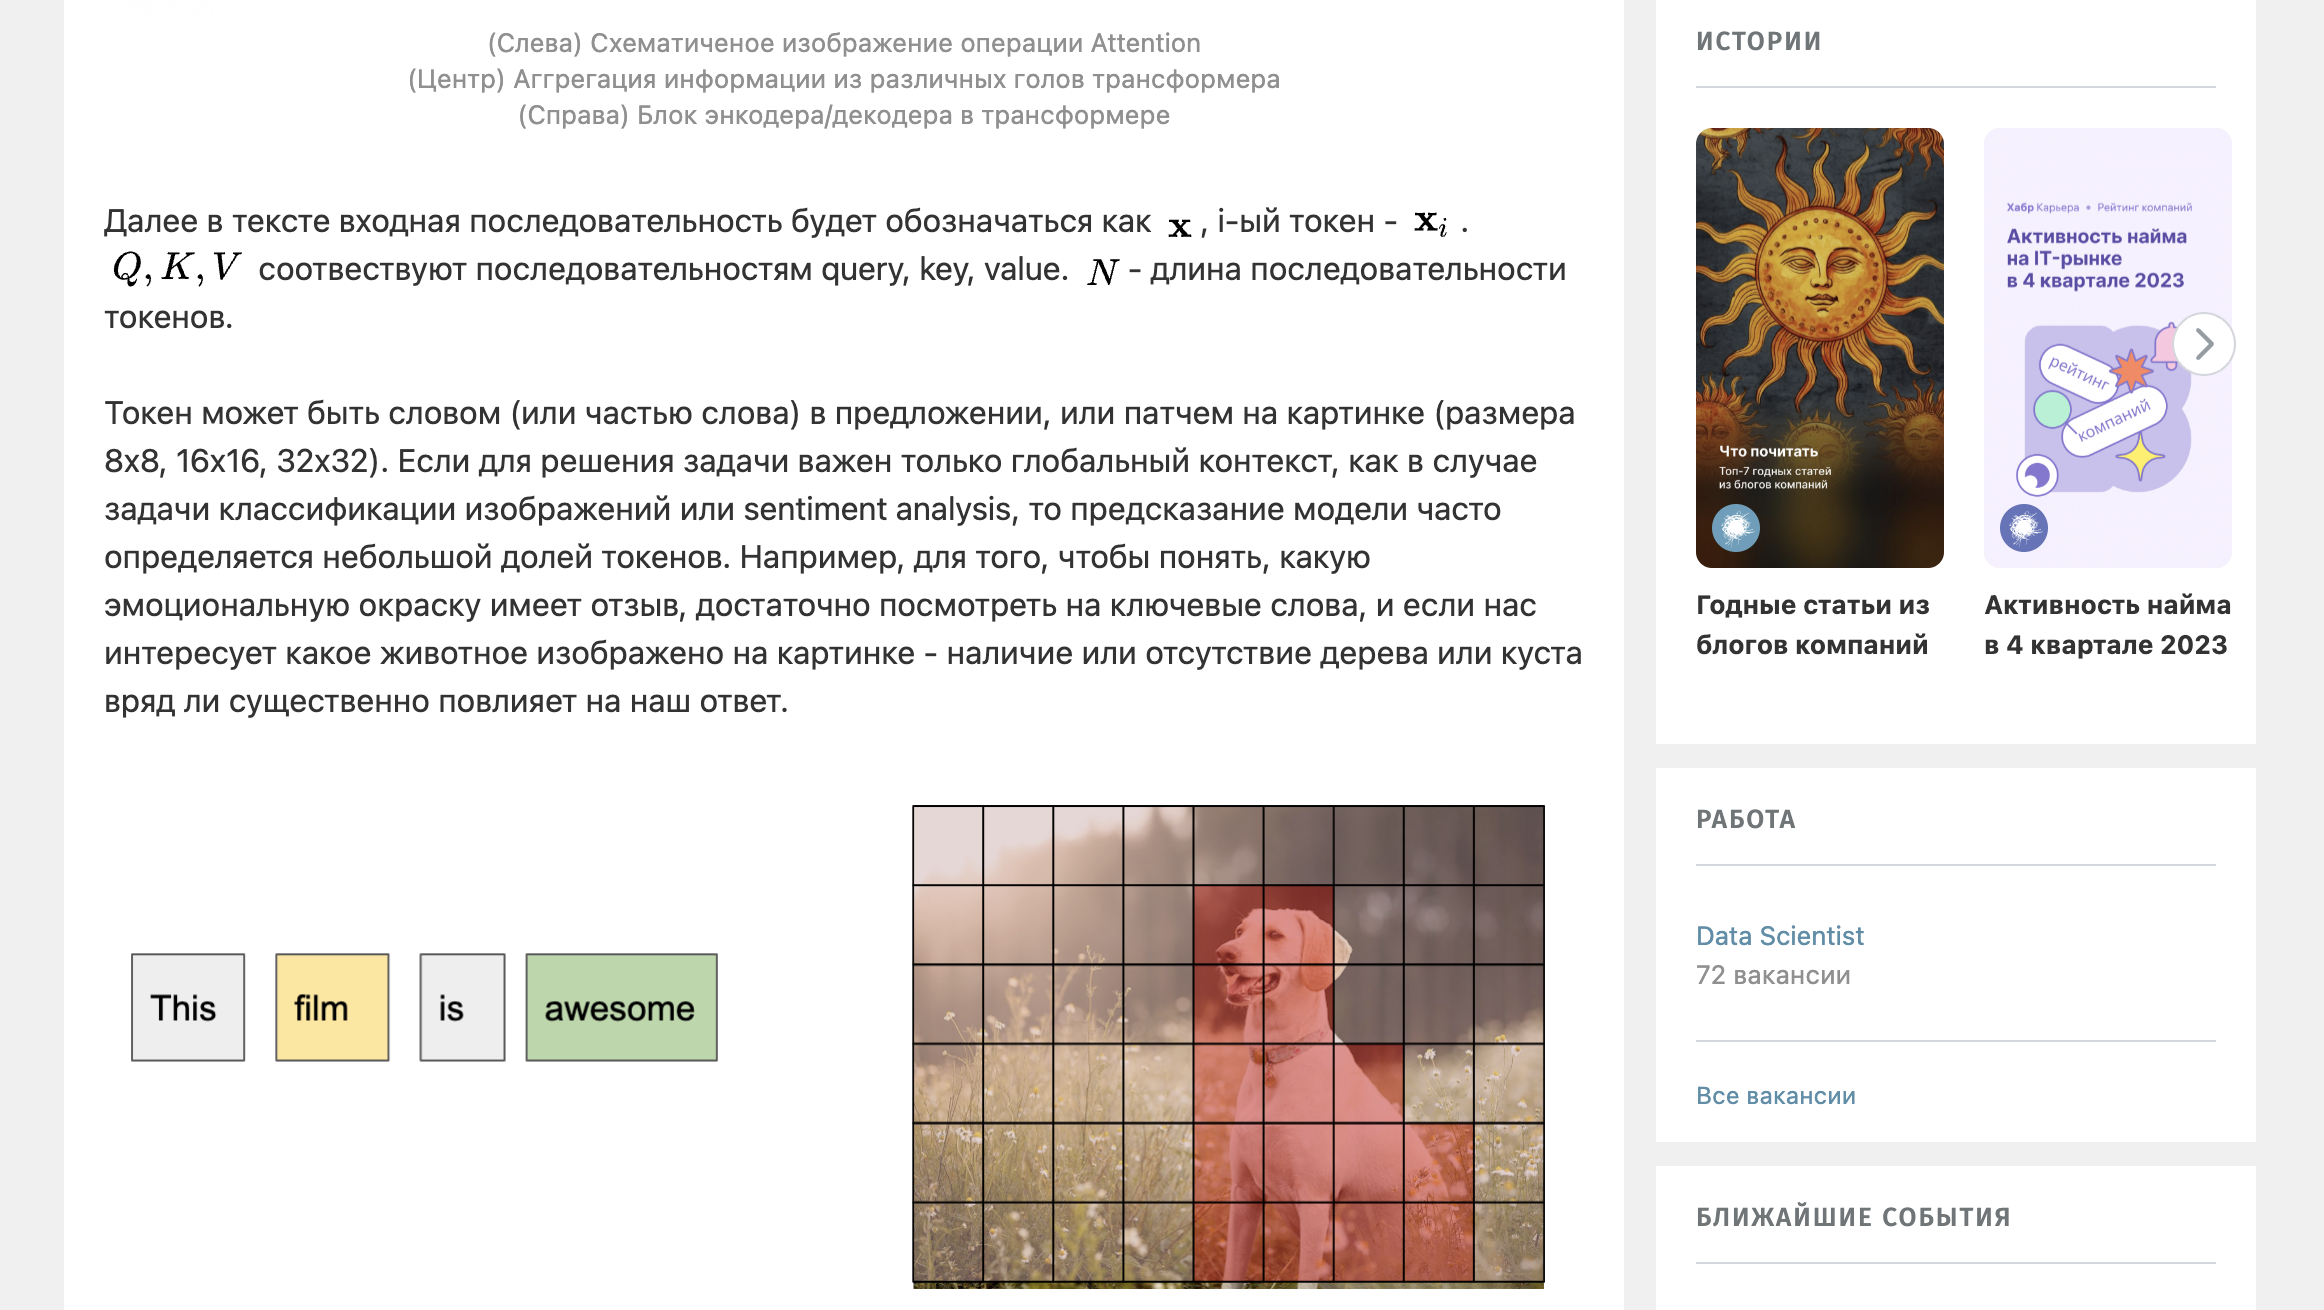 (Слева) Схематиченое изображение операции Attention
(Центр) Аггрегация информации из различных голов трансформера
(Справа) Блок энкодера/декодера в трансформере
Далее в тексте входная последовательность будет обозначаться как x , i-ый токен - xᵢ .
Q, K, V соотвествуют последовательностям query, key, value. N - длина последовательности
токенов.
Токен может быть словом (или частью слова) в предложении, или патчем на картинке (размера
8x8, 16x16, 32x32). Если для решения задачи важен только глобальный контекст, как в случае
задачи классификации изображений или sentiment analysis, то предсказание модели часто
определяется небольшой долей токенов. Например, для того, чтобы понять, какую
эмоциональную окраску имеет отзыв, достаточно посмотреть на ключевые слова, и если нас
интересует какое животное изображено на картинке - наличие или отсутствие дерева или куста
вряд ли существенно повлияет на наш ответ.
This film is awesome
ИСТОРИИ
Что почитать
Топ-7 годных статей
из блогов компаний
Годные статьи из
блогов компаний
Хабр Карьера • Рейтинг компаний
Активность найма
на IT-рынке
в 4 квартале 2023
рейтинг
компаний
Активность найма
в 4 квартале 2023
РАБОТА
Data Scientist
72 вакансии
Все вакансии
БЛИЖАЙШИЕ СОБЫТИЯ